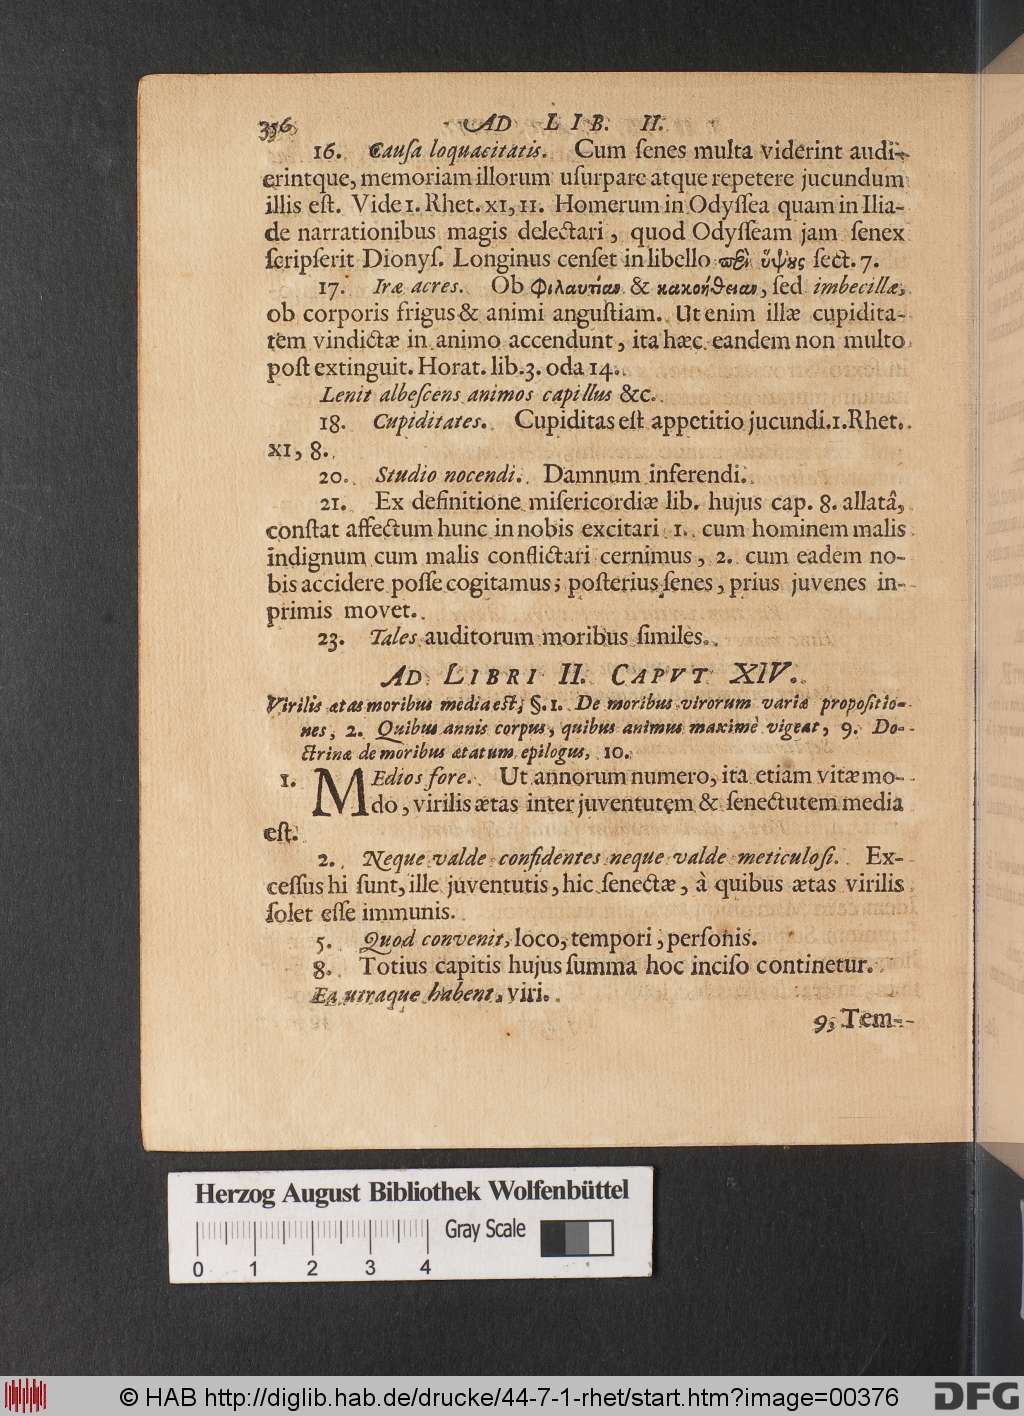 356 AD LIB. II.
16. Cauſa loquacitatis. Cum ſenes multa viderint audi-
erintque, memoriam illorum uſurpare atque repetere jucundum
illis eſt. Vide 1. Rhet. XI, 11. Homerum in Odyſſea quam in Ilia-
de narrationibus magis delectari, quod Odyſſeam jam ſenex
ſcripſerit Dionyſ. Longinus cenſet in libello περὶ ὕψους ſect. 7.
17. Iræ acres. Ob φιλαυτίαν & κακοήθειαν, ſed imbecillæ,
ob corporis frigus & animi anguſtiam. Ut enim illæ cupidita-
tem vindictæ in animo accendunt, ita hæc eandem non multo
poſt extinguit. Horat. lib. 3. oda 14.
Lenit albeſcens animos capillus &c.
18. Cupiditates. Cupiditas eſt appetitio jucundi. 1. Rhet.
XI, 8.
20. Studio nocendi. Damnum inferendi.
21. Ex definitione miſericordiæ lib. hujus cap. 8. allatâ,
conſtat affectum hunc in nobis excitari 1. cum hominem malis
indignum cum malis conflictari cernimus, 2. cum eadem no-
bis accidere poſſe cogitamus; poſterius ſenes, prius juvenes in-
primis movet.
23. Tales auditorum moribus ſimiles.
AD LIBRI II. CAPVT XIV.
Virilis ætas moribus media eſt, §. 1. De moribus virorum variæ propoſitio-
nes, 2. Quibus annis corpus, quibus animus maximè vigeat, 9. Do-
ctrinæ de moribus ætatum epilogus, 10.
1. MEdios fore. Ut annorum numero, ita etiam vitæ mo-
do, virilis ætas inter juventutem & ſenectutem media
eſt.
2. Neque valde confidentes neque valde meticuloſi. Ex-
ceſſus hi ſunt, ille juventutis, hic ſenectæ, à quibus ætas virilis
ſolet eſſe immunis.
5. Quod convenit, loco, tempori, perſonis.
8. Totius capitis hujus ſumma hoc inciſo continetur.
Ea utraque habent, viri.
9, Tem-
Herzog August Bibliothek Wolfenbüttel
Gray Scale
0 1 2 3 4
© HAB http://diglib.hab.de/drucke/44-7-1-rhet/start.htm?image=00376
DFG